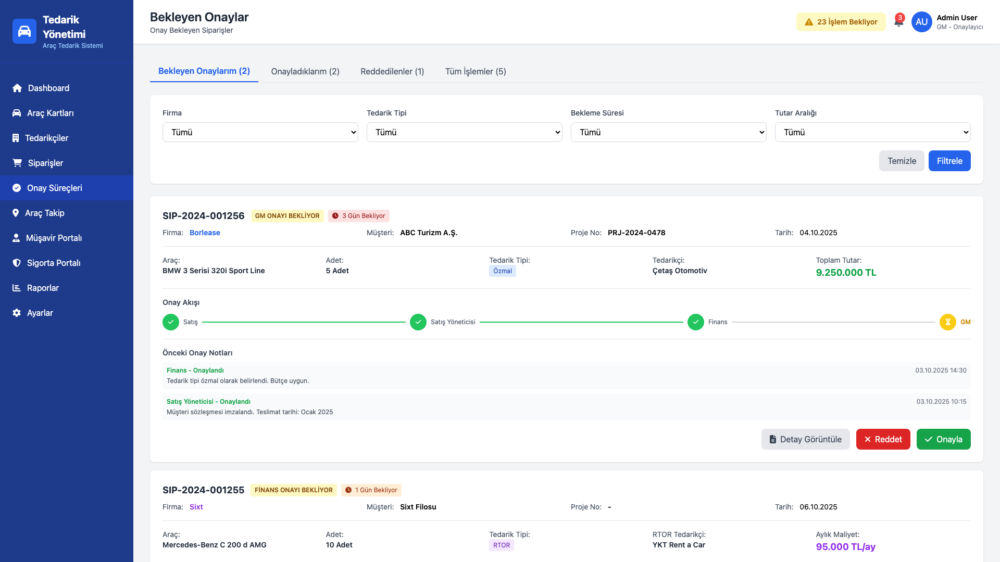 Tedarik
Yönetimi
Araç Tedarik Sistemi
Dashboard
Araç Kartları
Tedarikçiler
Siparişler
Onay Süreçleri
Araç Takip
Müşavir Portalı
Sigorta Portalı
Raporlar
Ayarlar
Bekleyen Onaylar
Onay Bekleyen Siparişler
23 İşlem Bekliyor
3
AU
Admin User
GM - Onaylayıcı
Bekleyen Onaylarım (2) Onayladıklarım (2) Reddedilenler (1) Tüm İşlemler (5)
Firma Tedarik Tipi Bekleme Süresi Tutar Aralığı
Tümü Tümü Tümü Tümü
Temizle Filtrele
SIP-2024-001256 GM ONAYI BEKLİYOR 3 Gün Bekliyor
Firma: Borlease Müşteri: ABC Turizm A.Ş. Proje No: PRJ-2024-0478 Tarih: 04.10.2025
Araç: Adet: Tedarik Tipi: Tedarikçi: Toplam Tutar:
BMW 3 Serisi 320i Sport Line 5 Adet Özmal Çetaş Otomotiv 9.250.000 TL
Onay Akışı
Satış Satış Yöneticisi Finans GM
Önceki Onay Notları
Finans - Onaylandı 03.10.2025 14:30
Tedarik tipi özmal olarak belirlendi. Bütçe uygun.
Satış Yöneticisi - Onaylandı 03.10.2025 10:15
Müşteri sözleşmesi imzalandı. Teslimat tarihi: Ocak 2025
Detay Görüntüle Reddet Onayla
SIP-2024-001255 FİNANS ONAYI BEKLİYOR 1 Gün Bekliyor
Firma: Sixt Müşteri: Sixt Filosu Proje No: - Tarih: 06.10.2025
Araç: Adet: Tedarik Tipi: RTOR Tedarikçi: Aylık Maliyet:
Mercedes-Benz C 200 d AMG 10 Adet RTOR YKT Rent a Car 95.000 TL/ay